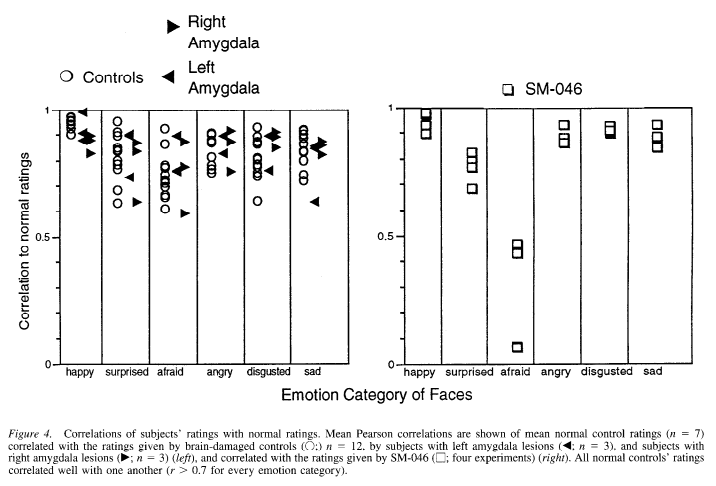 Right
Amygdala
Controls
Left
Amygdala
SM-046
Correlation to normal ratings
1
0.5
0
happy surprised afraid angry disgusted sad
1
0.5
0
happy surprised afraid angry disgusted sad
Emotion Category of Faces
Figure 4. Correlations of subjects' ratings with normal ratings. Mean Pearson correlations are shown of mean normal control ratings (n = 7)
correlated with the ratings given by brain-damaged controls (○;) n = 12, by subjects with left amygdala lesions (◀; n = 3), and subjects with
right amygdala lesions (▶; n = 3) (left), and correlated with the ratings given by SM-046 (□; four experiments) (right). All normal controls' ratings
correlated well with one another (r > 0.7 for every emotion category).